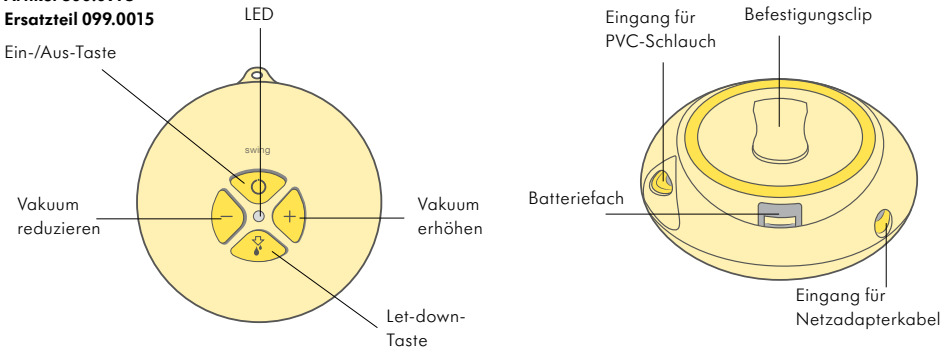 Ersatzteil 099.0015
LED
Ein-/Aus-Taste
swing
Vakuum
reduzieren
Vakuum
erhöhen
Let-down-
Taste
Eingang für
PVC-Schlauch
Befestigungsclip
Batteriefach
Eingang für
Netzadapterkabel